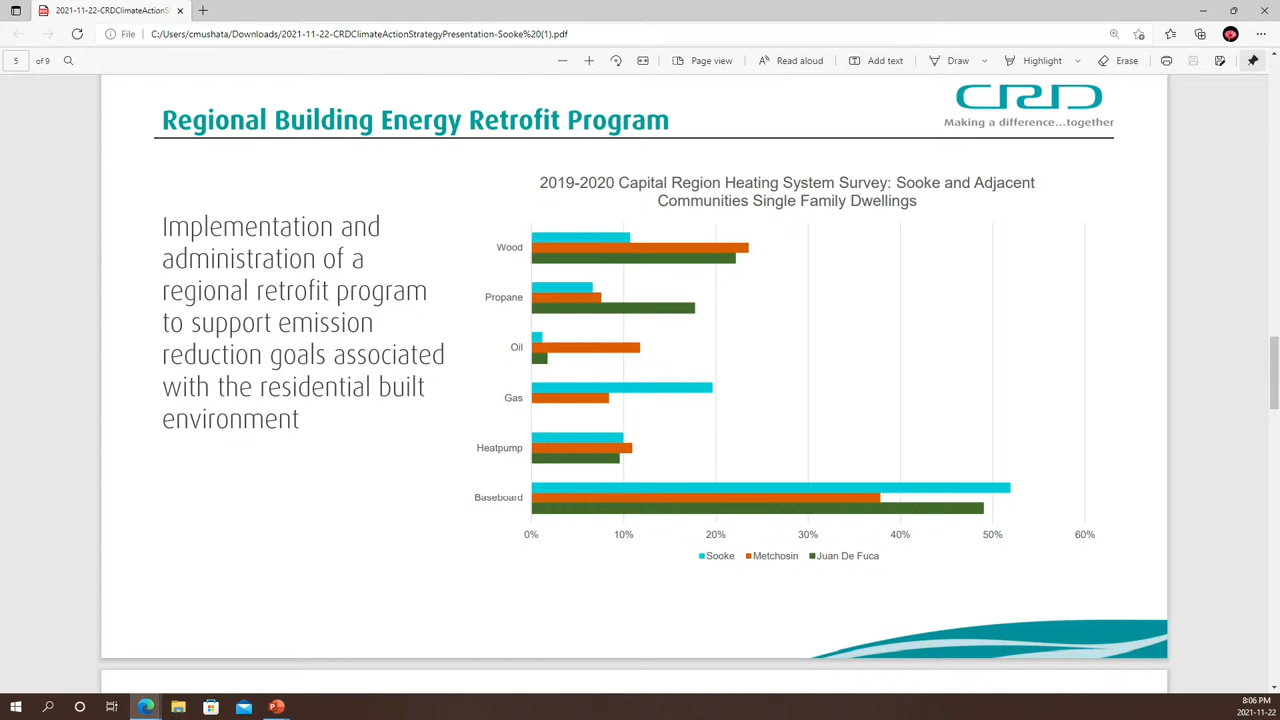 2021-11-22-CRDClimateActionS
File
C:/Users/cmushata/Downloads/2021-11-22-CRDClimateActionStrategyPresentation-Sooke%20(1).pdf
5 of 9
Page view
Read aloud
Add text
Draw
Highlight
Erase
Regional Building Energy Retrofit Program
CRD
Making a difference...together
Implementation and
administration of a
regional retrofit program
to support emission
reduction goals associated
with the residential built
environment
2019-2020 Capital Region Heating System Survey: Sooke and Adjacent
Communities Single Family Dwellings
Wood
Propane
Oil
Gas
Heatpump
Baseboard
0% 10% 20% 30% 40% 50% 60%
Sooke Metchosin Juan De Fuca
8:06 PM
2021-11-22